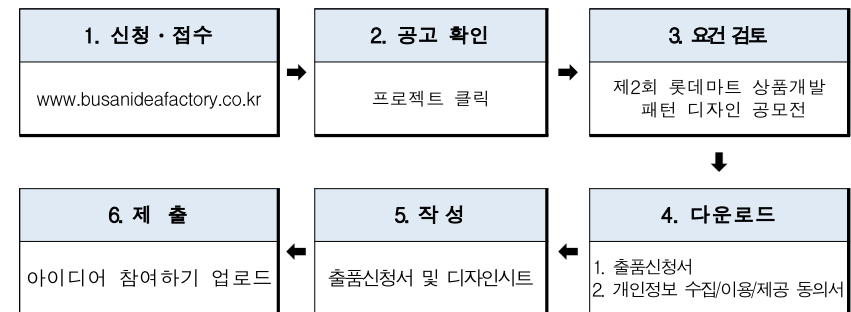 1. 신청・접수
www.busanideafactory.co.kr
2. 공고 확인
프로젝트 클릭
3. 요건 검토
제2회 롯데마트 상품개발
패턴 디자인 공모전
4. 다운로드
1. 출품신청서
2. 개인정보 수집/이용/제공 동의서
5. 작 성
출품신청서 및 디자인시트
6. 제 출
아이디어 참여하기 업로드